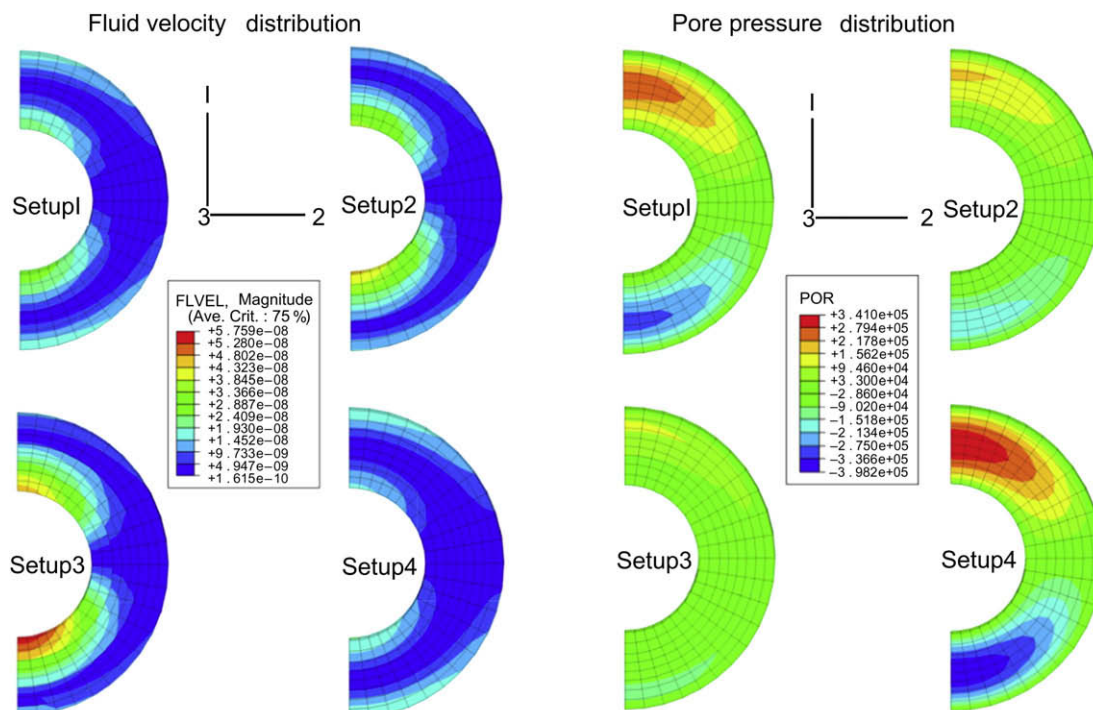 Fluid velocity distribution
Pore pressure distribution
I
3
2
Setup1
Setup2
I
3
2
Setup1
Setup2
FLVEL, Magnitude
(Ave. Crit. : 75 %)
+5.759e-08
+5.280e-08
+4.802e-08
+4.323e-08
+3.845e-08
+3.366e-08
+2.887e-08
+2.409e-08
+1.930e-08
+1.452e-08
+9.733e-09
+4.947e-09
+1.615e-10
POR
+3.410e+05
+2.794e+05
+2.178e+05
+1.562e+05
+9.460e+04
+3.300e+04
-2.860e+04
-9.020e+04
-1.518e+05
-2.134e+05
-2.750e+05
-3.366e+05
-3.982e+05
Setup3
Setup4
Setup3
Setup4